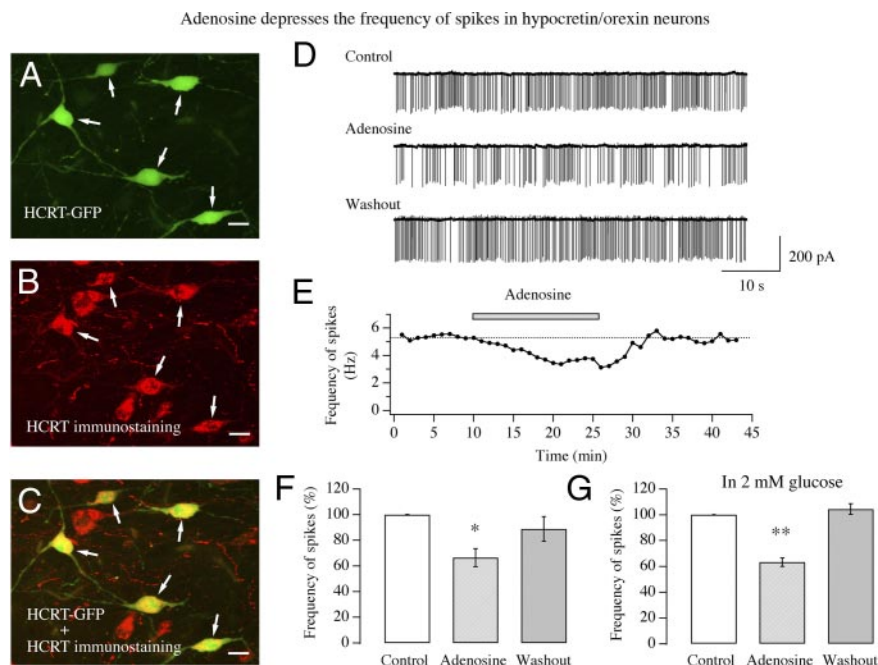 Adenosine depresses the frequency of spikes in hypocretin/orexin neurons
A
HCRT-GFP
B
HCRT immunostaining
C
HCRT-GFP
+
HCRT immunostaining
D
Control
Adenosine
Washout
200 pA
10 s
E
Adenosine
Fequency of spikes
(Hz)
6
4
2
0
0 5 10 15 20 25 30 35 40 45
Time (min)
F
Frequency of spikes (%)
120
100
80
60
40
20
0
*
Control Adenosine Washout
G
In 2 mM glucose
Frequency of spikes (%)
120
100
80
60
40
20
0
**
Control Adenosine Washout